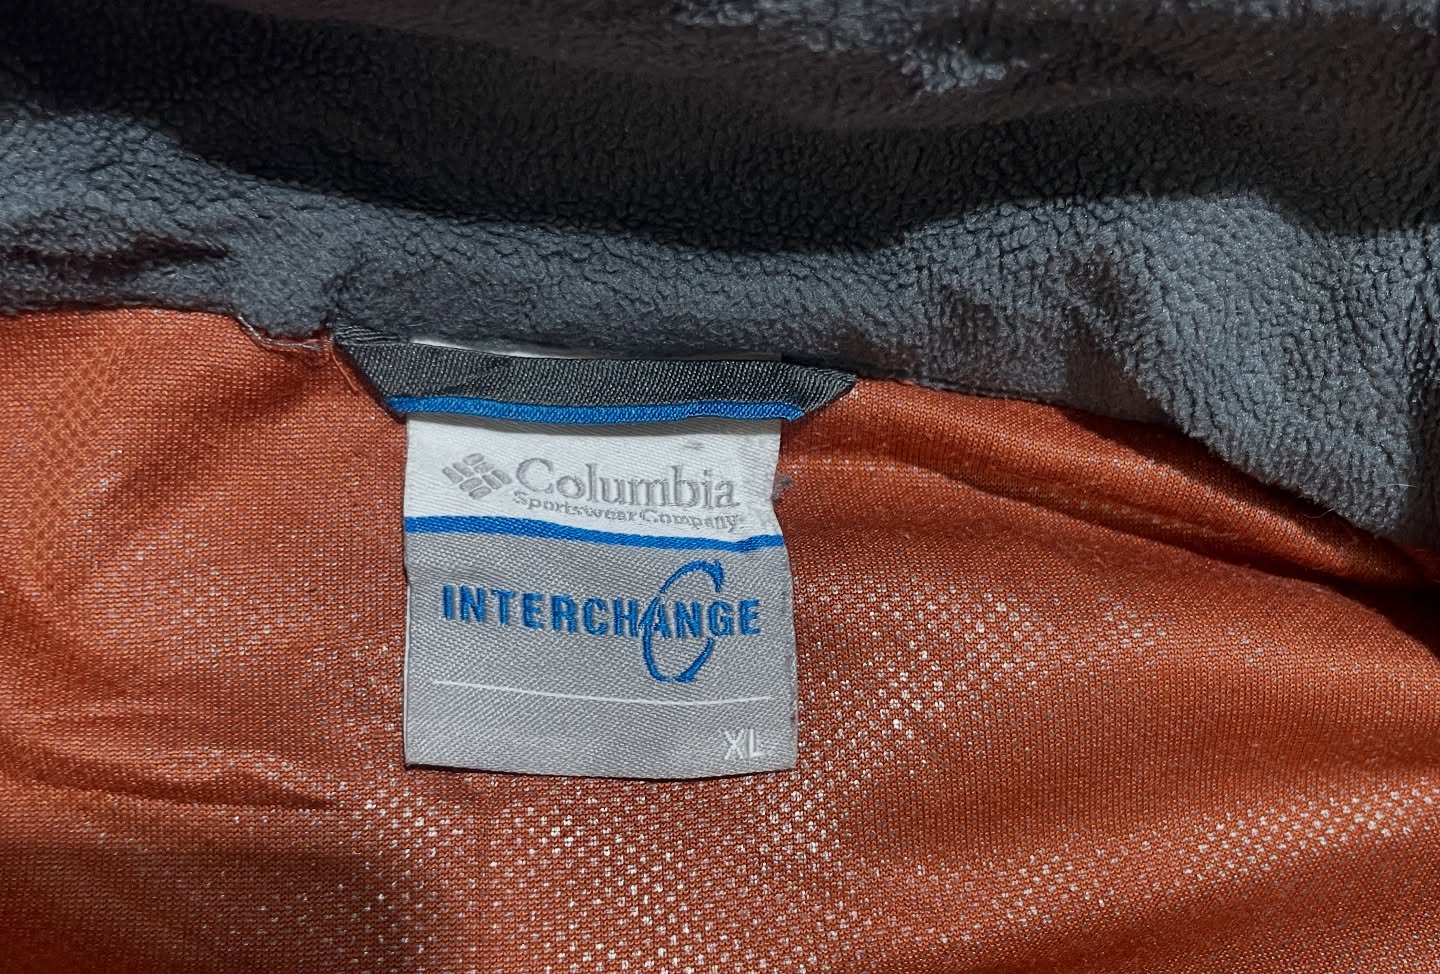 Columbia
Sportswear Company
INTERCHANGE
XL